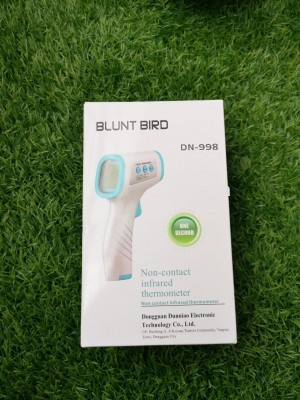 BLUNT BIRD
DN-998
ONE
SECOND
Non-contact
infrared
thermometer
Non-contact infrared thermometer
Dongguan Dunniao Electronic
Technology Co., Ltd.